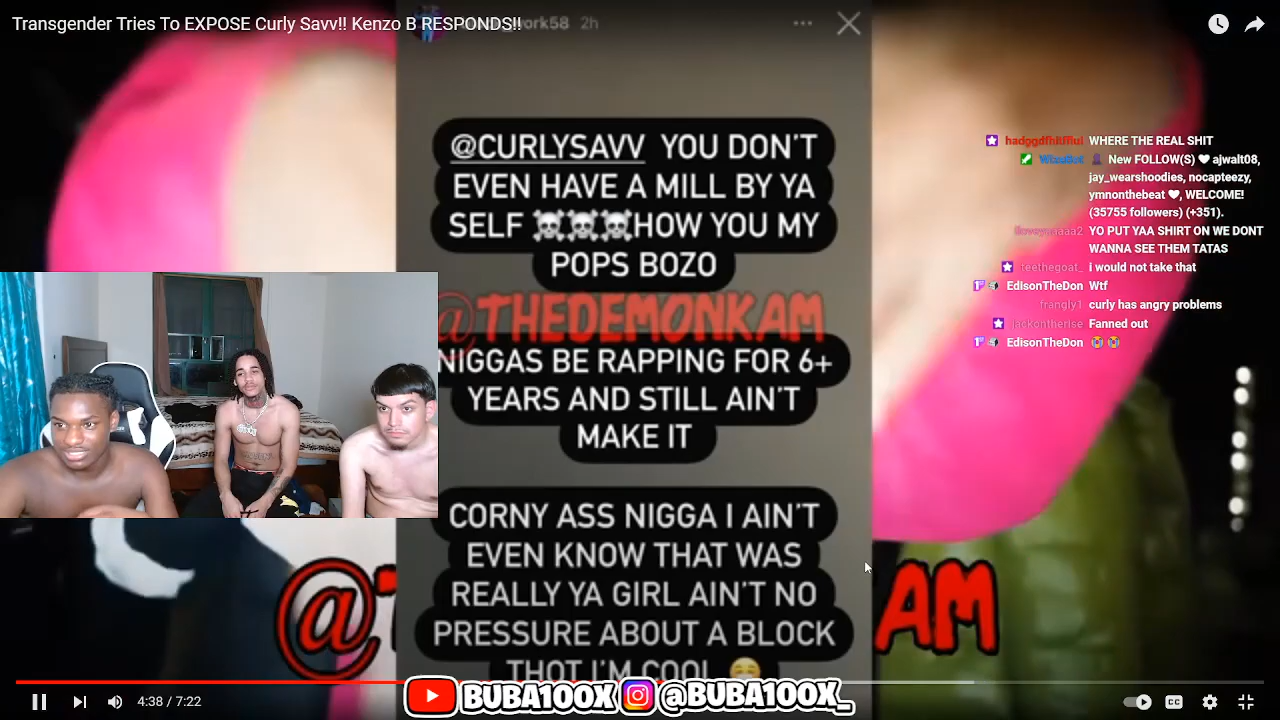 Transgender Tries To EXPOSE Curly Savv!! Kenzo B RESPONDS!!
ork58 2h
@CURLYSAVV YOU DON'T
EVEN HAVE A MILL BY YA
SELF ☠️☠️☠️HOW YOU MY
POPS BOZO
@THEDEMONKAM
NIGGAS BE RAPPING FOR 6+
YEARS AND STILL AIN'T
MAKE IT
CORNY ASS NIGGA I AIN'T
EVEN KNOW THAT WAS
REALLY YA GIRL AIN'T NO
PRESSURE ABOUT A BLOCK
THOT I'M COOL
@T
AM
WHERE THE REAL SHIT
New FOLLOW(S) ajwalt08,
jay_wearshoodies, nocapteezy,
ymnonthebeat 🖤, WELCOME!
(35755 followers) (+351).
YO PUT YAA SHIRT ON WE DONT
WANNA SEE THEM TATAS
teethegoat_ i would not take that
EdisonTheDon Wtf
frangly1 curly has angry problems
jackontherise Fanned out
EdisonTheDon 😭 😭
4:38 / 7:22
CC
BUBA100X @BUBA100X_